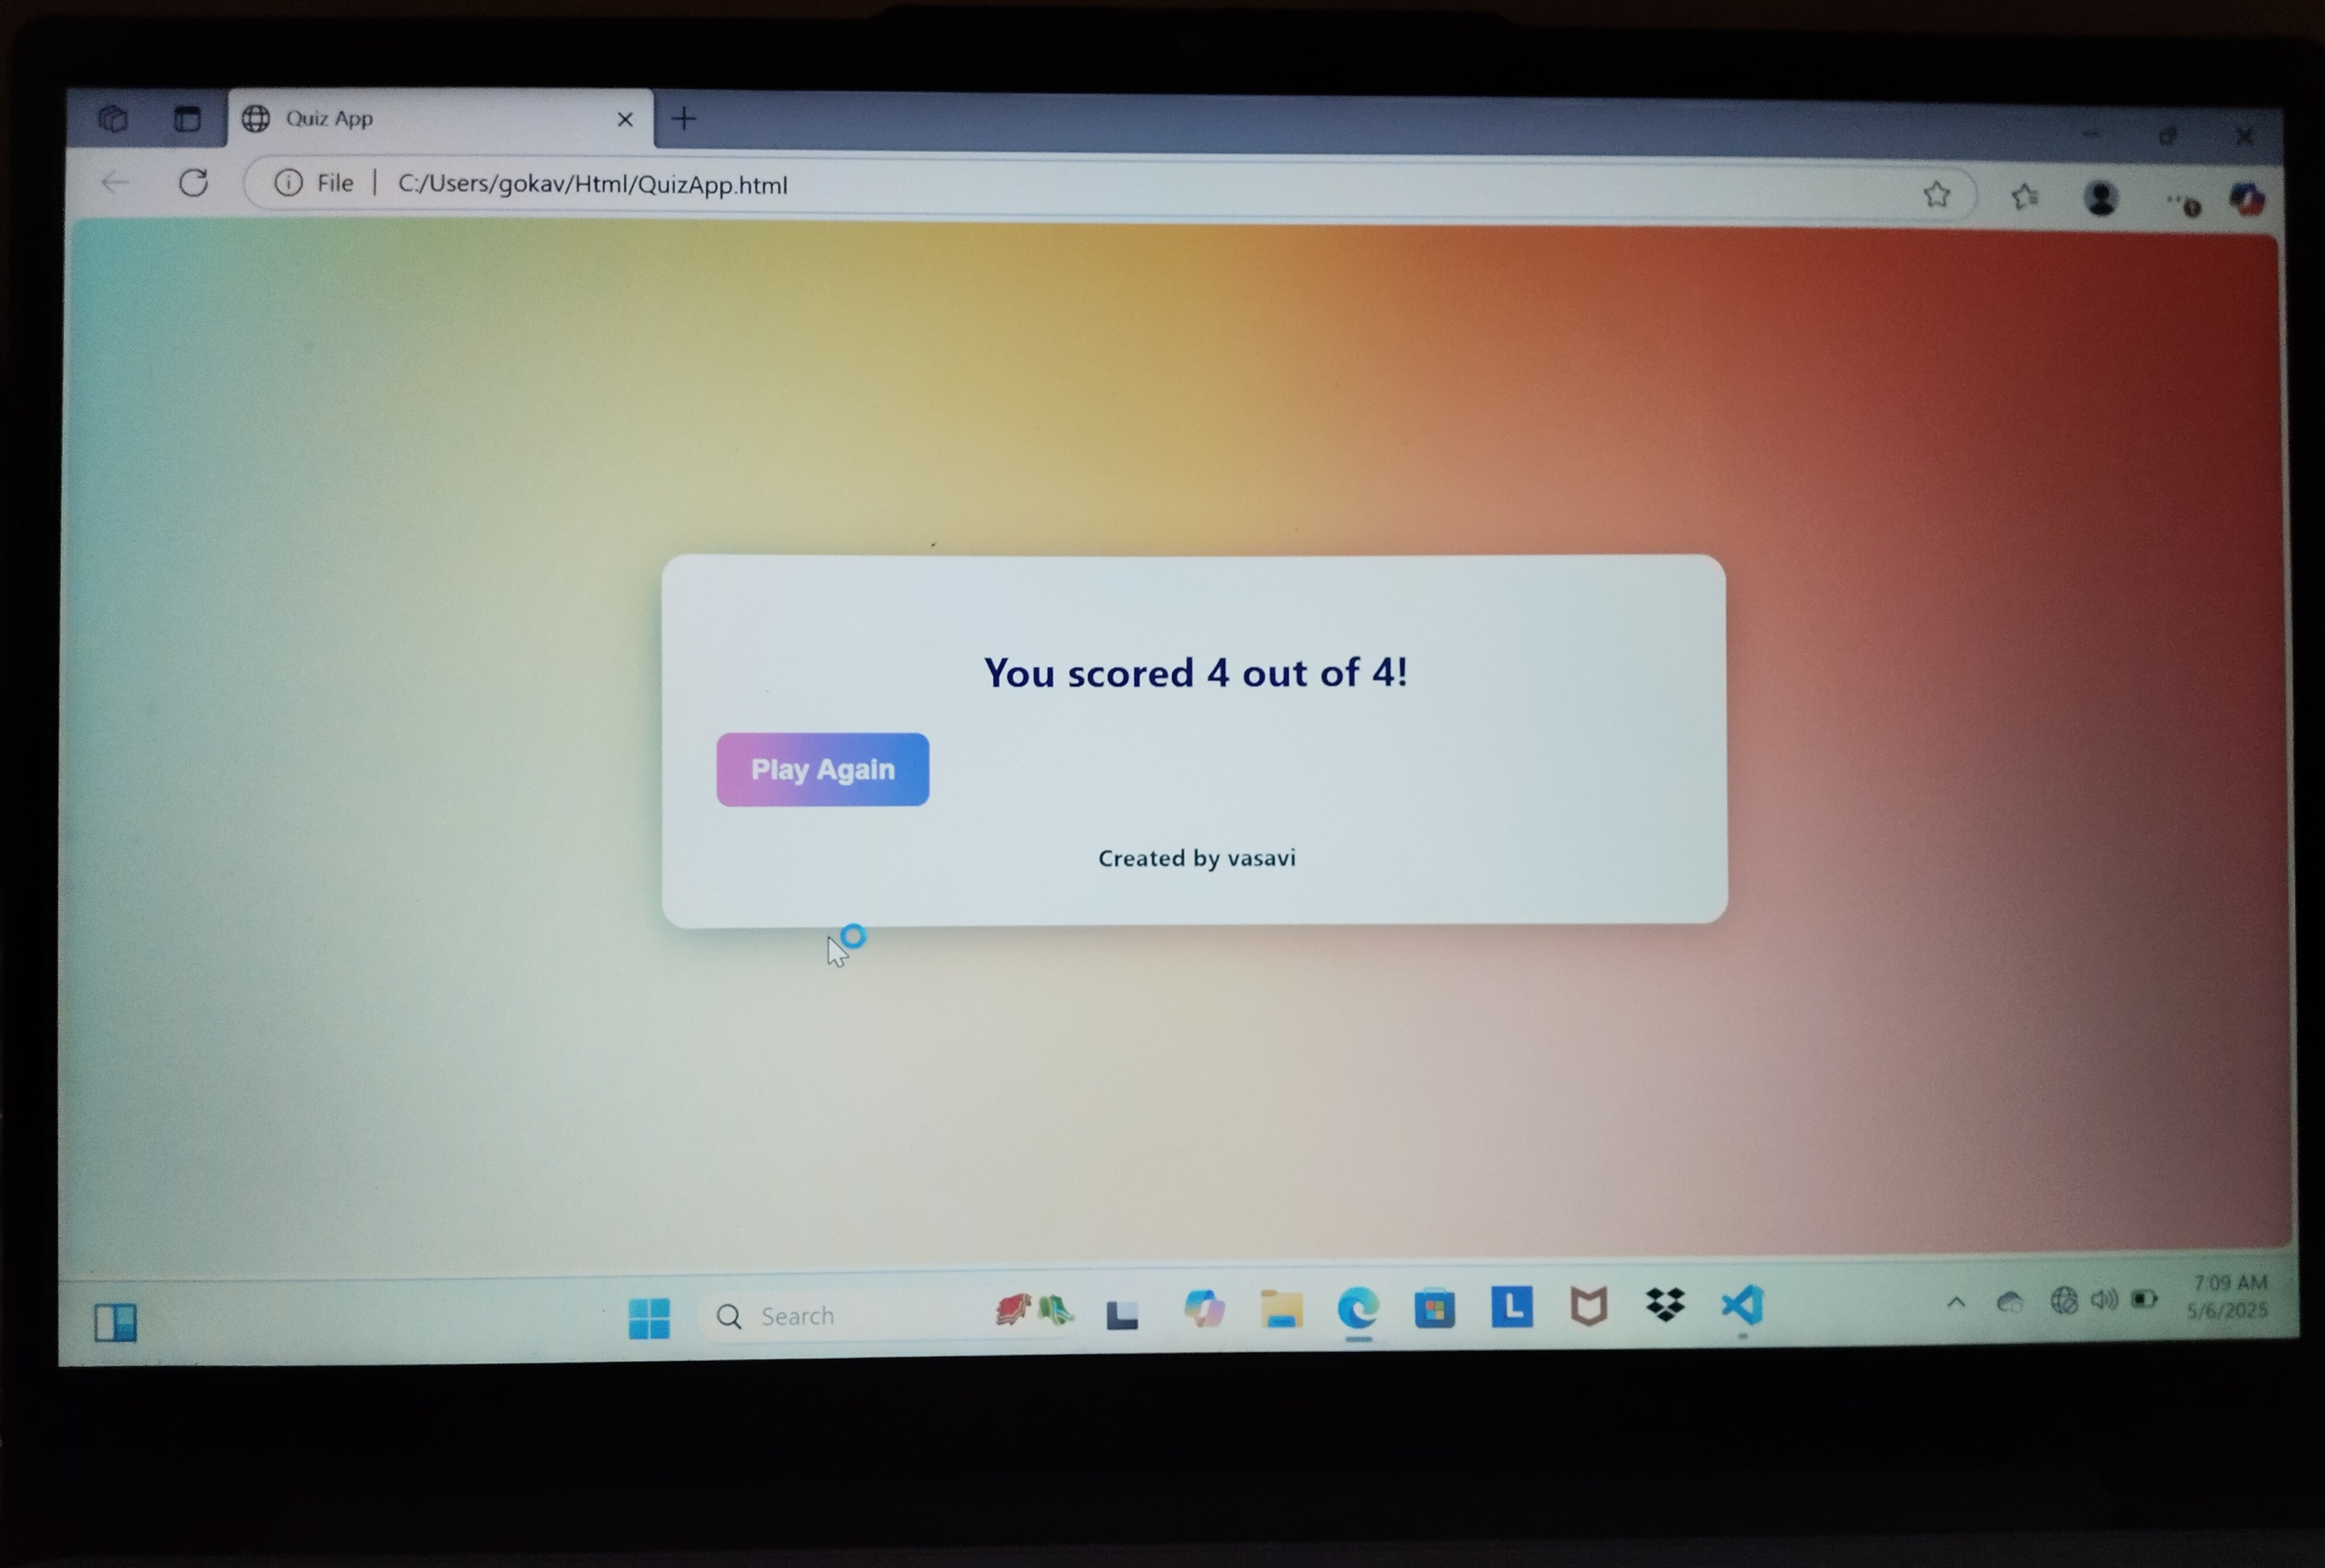 Quiz App
File | C:/Users/gokav/Html/QuizApp.html
You scored 4 out of 4!
Play Again
Created by vasavi
Search
L
7:09 AM
5/6/2025